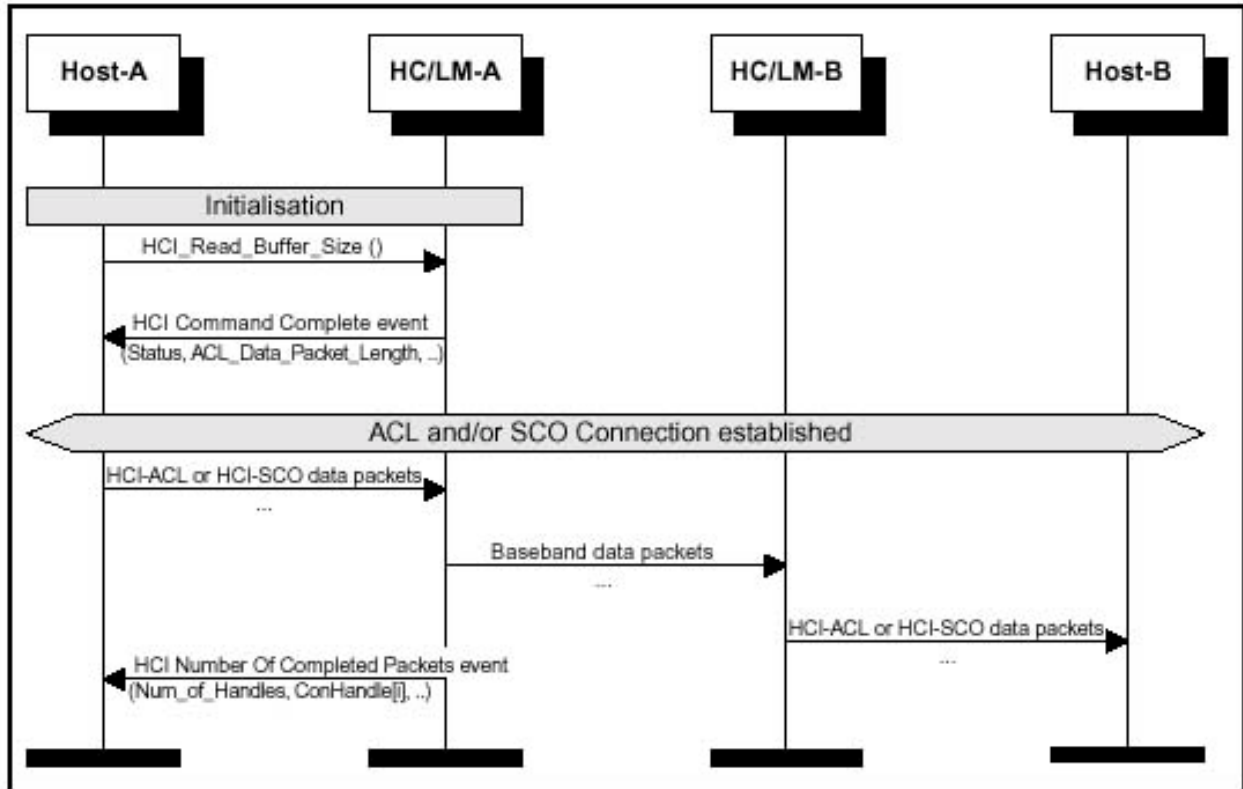 Host-A
HC/LM-A
HC/LM-B
Host-B
Initialisation
HCI_Read_Buffer_Size ()
HCI Command Complete event
(Status, ACL_Data_Packet_Length, ..)
ACL and/or SCO Connection established
HCI-ACL or HCI-SCO data packets
...
Baseband data packets
....
HCI-ACL or HCI-SCO data packets
...
HCI Number Of Completed Packets event
(Num_of_Handles, ConHandle[i], ..)